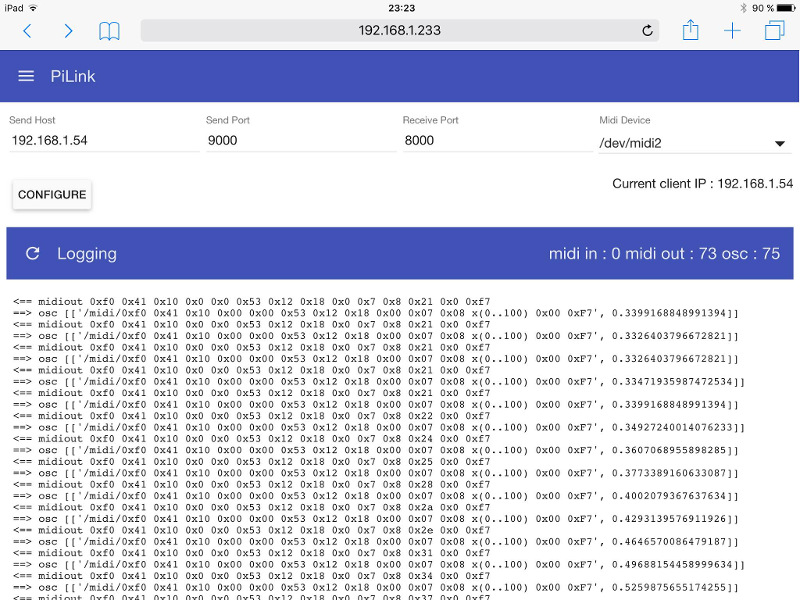 iPad 23:23 90 %
192.168.1.233
PiLink
Send Host Send Port Receive Port Midi Device
192.168.1.54 9000 8000 /dev/midi2
CONFIGURE Current client IP : 192.168.1.54
Logging midi in : 0 midi out : 73 osc : 75
<== midiout 0xf0 0x41 0x10 0x0 0x0 0x53 0x12 0x18 0x0 0x7 0x8 0x21 0x0 0xf7
==> osc [['/midi/0xf0 0x41 0x10 0x00 0x00 0x53 0x12 0x18 0x00 0x07 0x08 x(0..100) 0x00 0xF7', 0.3399168848991394]]
<== midiout 0xf0 0x41 0x10 0x0 0x0 0x53 0x12 0x18 0x0 0x7 0x8 0x21 0x0 0xf7
==> osc [['/midi/0xf0 0x41 0x10 0x00 0x00 0x53 0x12 0x18 0x00 0x07 0x08 x(0..100) 0x00 0xF7', 0.3326403796672821]]
<== midiout 0xf0 0x41 0x10 0x0 0x0 0x53 0x12 0x18 0x0 0x7 0x8 0x21 0x0 0xf7
==> osc [['/midi/0xf0 0x41 0x10 0x00 0x00 0x53 0x12 0x18 0x00 0x07 0x08 x(0..100) 0x00 0xF7', 0.3326403796672821]]
<== midiout 0xf0 0x41 0x10 0x0 0x0 0x53 0x12 0x18 0x0 0x7 0x8 0x21 0x0 0xf7
==> osc [['/midi/0xf0 0x41 0x10 0x00 0x00 0x53 0x12 0x18 0x00 0x07 0x08 x(0..100) 0x00 0xF7', 0.33471935987472534]]
<== midiout 0xf0 0x41 0x10 0x0 0x0 0x53 0x12 0x18 0x0 0x7 0x8 0x21 0x0 0xf7
==> osc [['/midi/0xf0 0x41 0x10 0x00 0x00 0x53 0x12 0x18 0x00 0x07 0x08 x(0..100) 0x00 0xF7', 0.3399168848991394]]
<== midiout 0xf0 0x41 0x10 0x0 0x0 0x53 0x12 0x18 0x0 0x7 0x8 0x22 0x0 0xf7
==> osc [['/midi/0xf0 0x41 0x10 0x00 0x00 0x53 0x12 0x18 0x00 0x07 0x08 x(0..100) 0x00 0xF7', 0.34927240014076233]]
<== midiout 0xf0 0x41 0x10 0x0 0x0 0x53 0x12 0x18 0x0 0x7 0x8 0x24 0x0 0xf7
==> osc [['/midi/0xf0 0x41 0x10 0x00 0x00 0x53 0x12 0x18 0x00 0x07 0x08 x(0..100) 0x00 0xF7', 0.3607068955898285]]
<== midiout 0xf0 0x41 0x10 0x0 0x0 0x53 0x12 0x18 0x0 0x7 0x8 0x25 0x0 0xf7
==> osc [['/midi/0xf0 0x41 0x10 0x00 0x00 0x53 0x12 0x18 0x00 0x07 0x08 x(0..100) 0x00 0xF7', 0.3773389160633087]]
<== midiout 0xf0 0x41 0x10 0x0 0x0 0x53 0x12 0x18 0x0 0x7 0x8 0x28 0x0 0xf7
==> osc [['/midi/0xf0 0x41 0x10 0x00 0x00 0x53 0x12 0x18 0x00 0x07 0x08 x(0..100) 0x00 0xF7', 0.4002079367637634]]
<== midiout 0xf0 0x41 0x10 0x0 0x0 0x53 0x12 0x18 0x0 0x7 0x8 0x2a 0x0 0xf7
==> osc [['/midi/0xf0 0x41 0x10 0x00 0x00 0x53 0x12 0x18 0x00 0x07 0x08 x(0..100) 0x00 0xF7', 0.4293139576911926]]
<== midiout 0xf0 0x41 0x10 0x0 0x0 0x53 0x12 0x18 0x0 0x7 0x8 0x2e 0x0 0xf7
==> osc [['/midi/0xf0 0x41 0x10 0x00 0x00 0x53 0x12 0x18 0x00 0x07 0x08 x(0..100) 0x00 0xF7', 0.4646570086479187]]
<== midiout 0xf0 0x41 0x10 0x0 0x0 0x53 0x12 0x18 0x0 0x7 0x8 0x31 0x0 0xf7
==> osc [['/midi/0xf0 0x41 0x10 0x00 0x00 0x53 0x12 0x18 0x00 0x07 0x08 x(0..100) 0x00 0xF7', 0.49688154458999634]]
<== midiout 0xf0 0x41 0x10 0x0 0x0 0x53 0x12 0x18 0x0 0x7 0x8 0x34 0x0 0xf7
==> osc [['/midi/0xf0 0x41 0x10 0x00 0x00 0x53 0x12 0x18 0x00 0x07 0x08 x(0..100) 0x00 0xF7', 0.5259875655174255]]
<== midiout 0xf0 0x41 0x10 0x0 0x0 0x53 0x12 0x18 0x0 0x7 0x8 0x37 0x0 0xf7